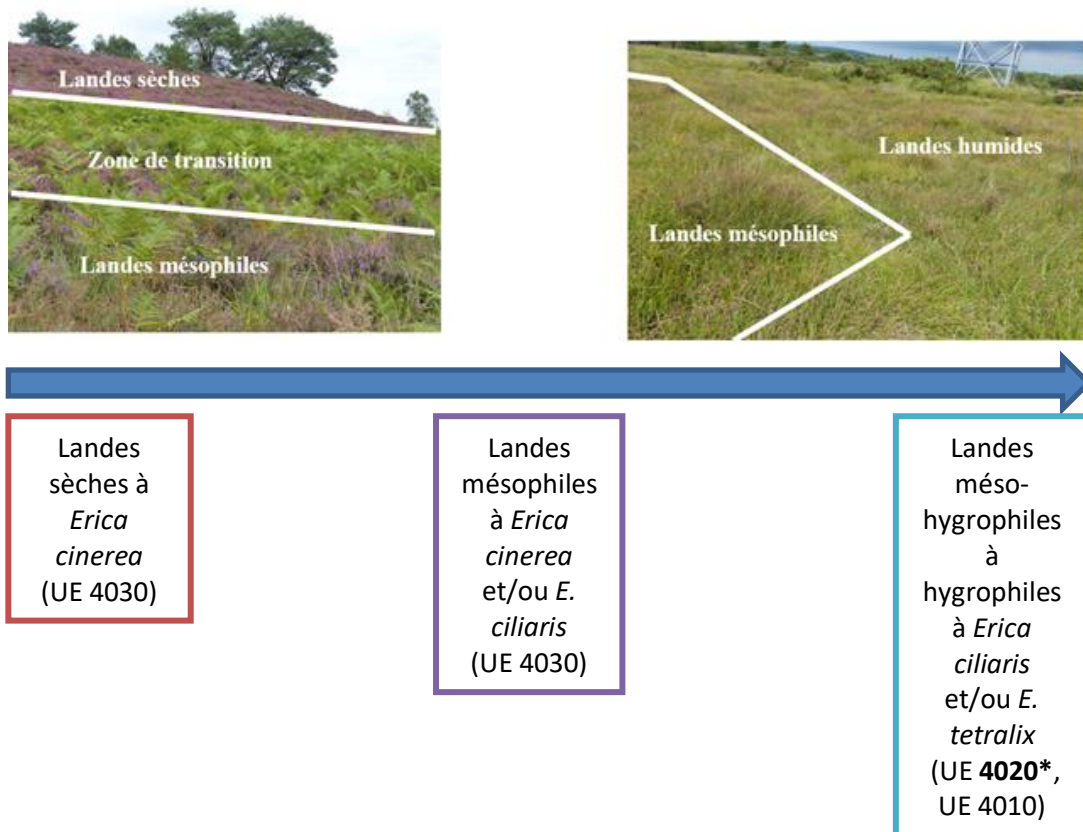 Landes sèches
Zone de transition
Landes mésophiles
Landes humides
Landes mésophiles
Landes
sèches à
Erica
cinerea
(UE 4030)
Landes
mésophiles
à Erica
cinerea
et/ou E.
ciliaris
(UE 4030)
Landes
méso-
hygrophiles
à
hygrophiles
à Erica
ciliaris
et/ou E.
tetralix
(UE 4020*,
UE 4010)